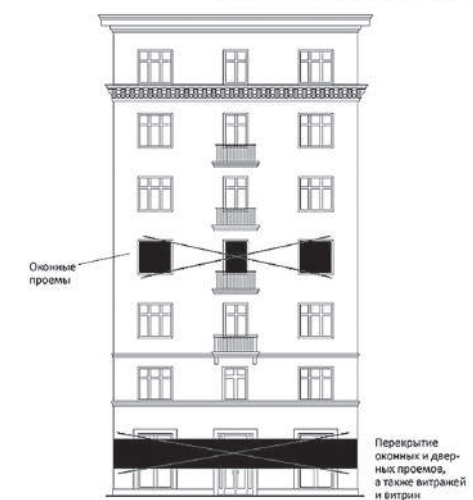 Оконные
проемы
Перекрытие
оконных и двер-
ных проемов,
а также витражей
и витрин